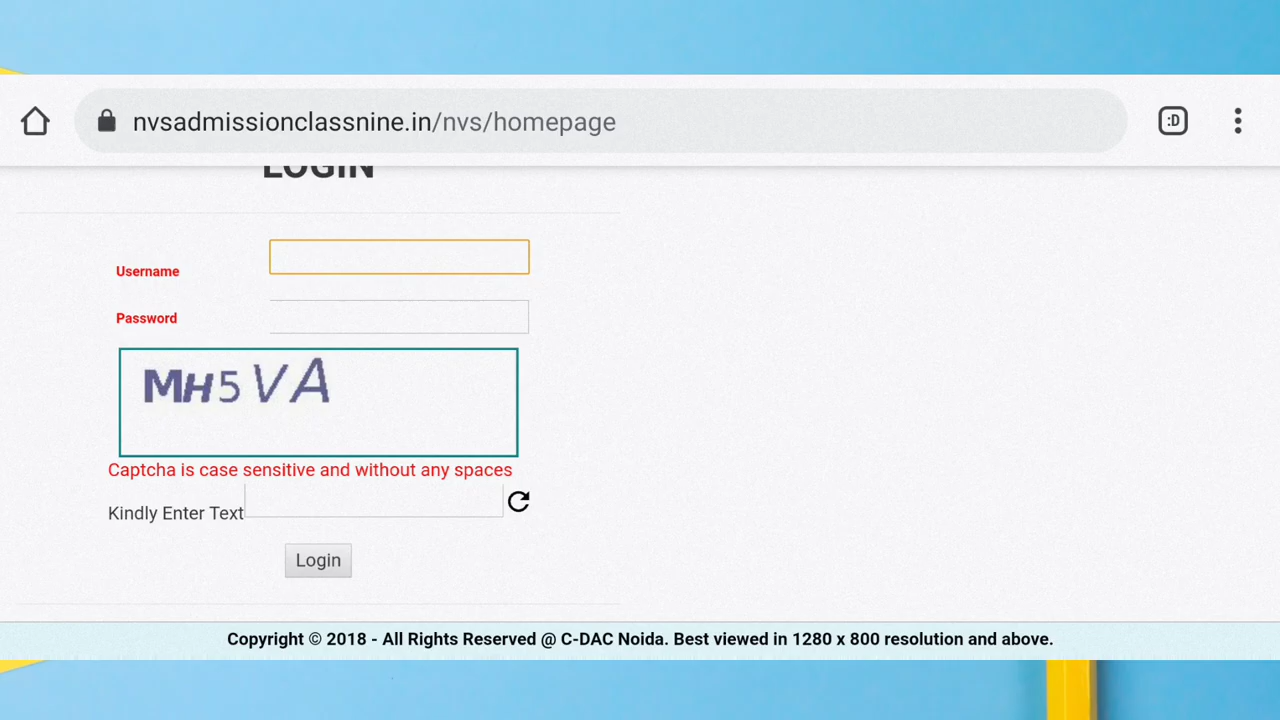 nvsadmissionclassnine.in/nvs/homepage
:D
LOGIN
Username
Password
MH5VA
Captcha is case sensitive and without any spaces
Kindly Enter Text
Login
Copyright © 2018 - All Rights Reserved @ C-DAC Noida. Best viewed in 1280 x 800 resolution and above.